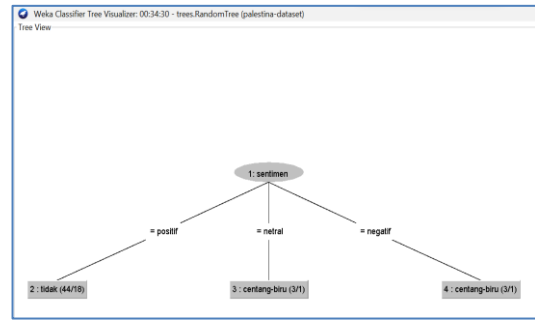 Weka Classifier Tree Visualizer: 00:34:30 - trees.RandomTree (palestina-dataset)
Tree View
1: sentimen
= positif
= netral
= negatif
2 : tidak (44/18)
3 : centang-biru (3/1)
4 : centang-biru (3/1)